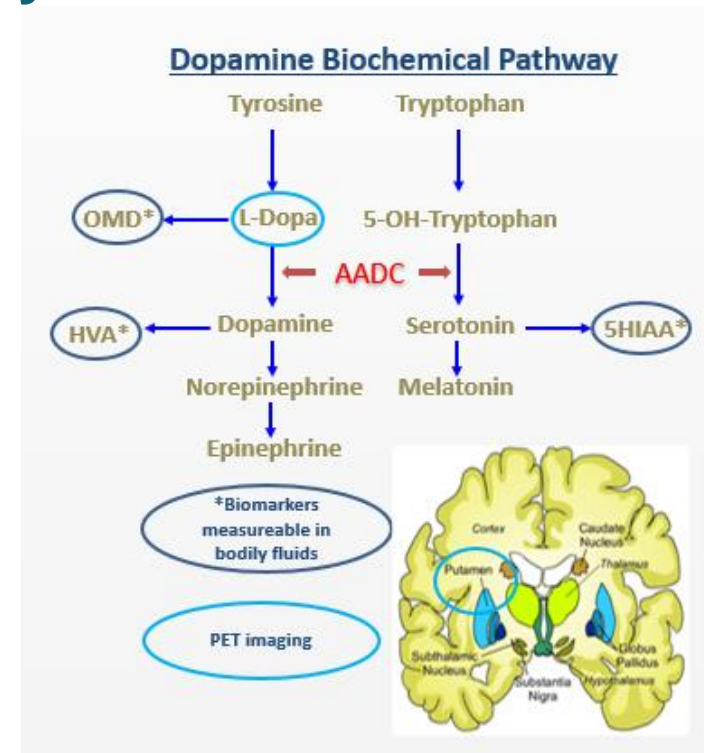 Dopamine Biochemical Pathway
Tyrosine
Tryptophan
OMD*
L-Dopa
5-OH-Tryptophan
AADC
HVA*
Dopamine
Serotonin
5HIAA*
Norepinephrine
Melatonin
Epinephrine
*Biomarkers
measureable in
bodily fluids
PET imaging
Cortex
Caudate
Nucleus
Putamen
Thalamus
Subthalamic
Nucleus
Globus
Pallidus
Substantia
Nigra
Hypothalamus